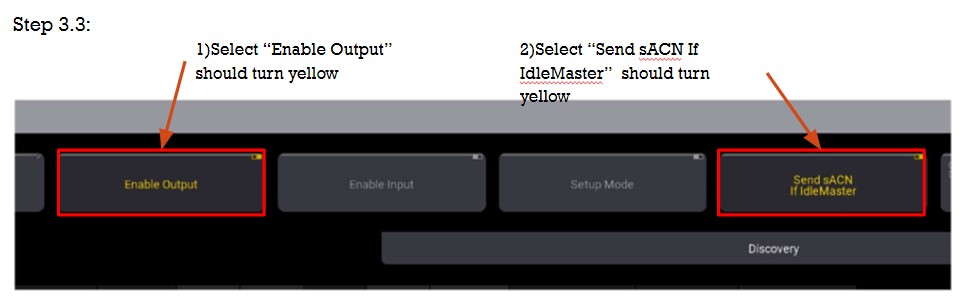 Step 3.3:
1)Select “Enable Output”
should turn yellow
2)Select “Send sACN If
IdleMaster”  should turn
yellow
Enable Output
Enable Input
Setup Mode
Send sACN
If IdleMaster
Discovery